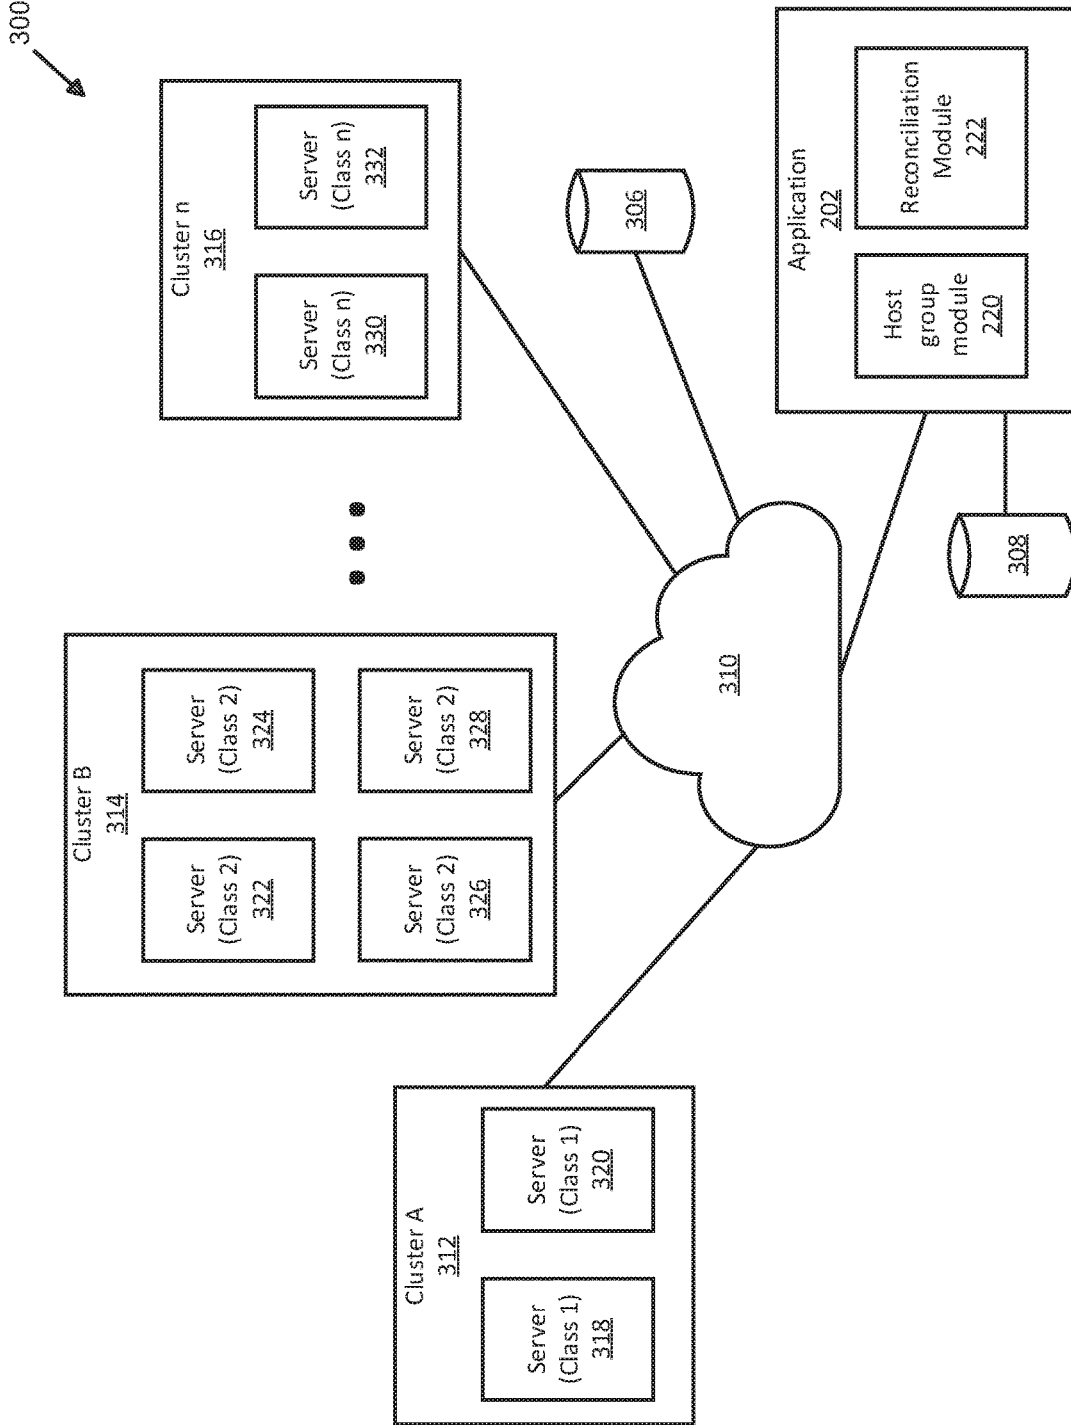 300
Cluster A
312
Server
(Class 1)
318
Server
(Class 1)
320
Cluster B
314
Server
(Class 2)
322
Server
(Class 2)
324
Server
(Class 2)
326
Server
(Class 2)
328
Cluster n
316
Server
(Class n)
330
Server
(Class n)
332
310
306
308
Application
202
Host
group
module
220
Reconciliation
Module
222